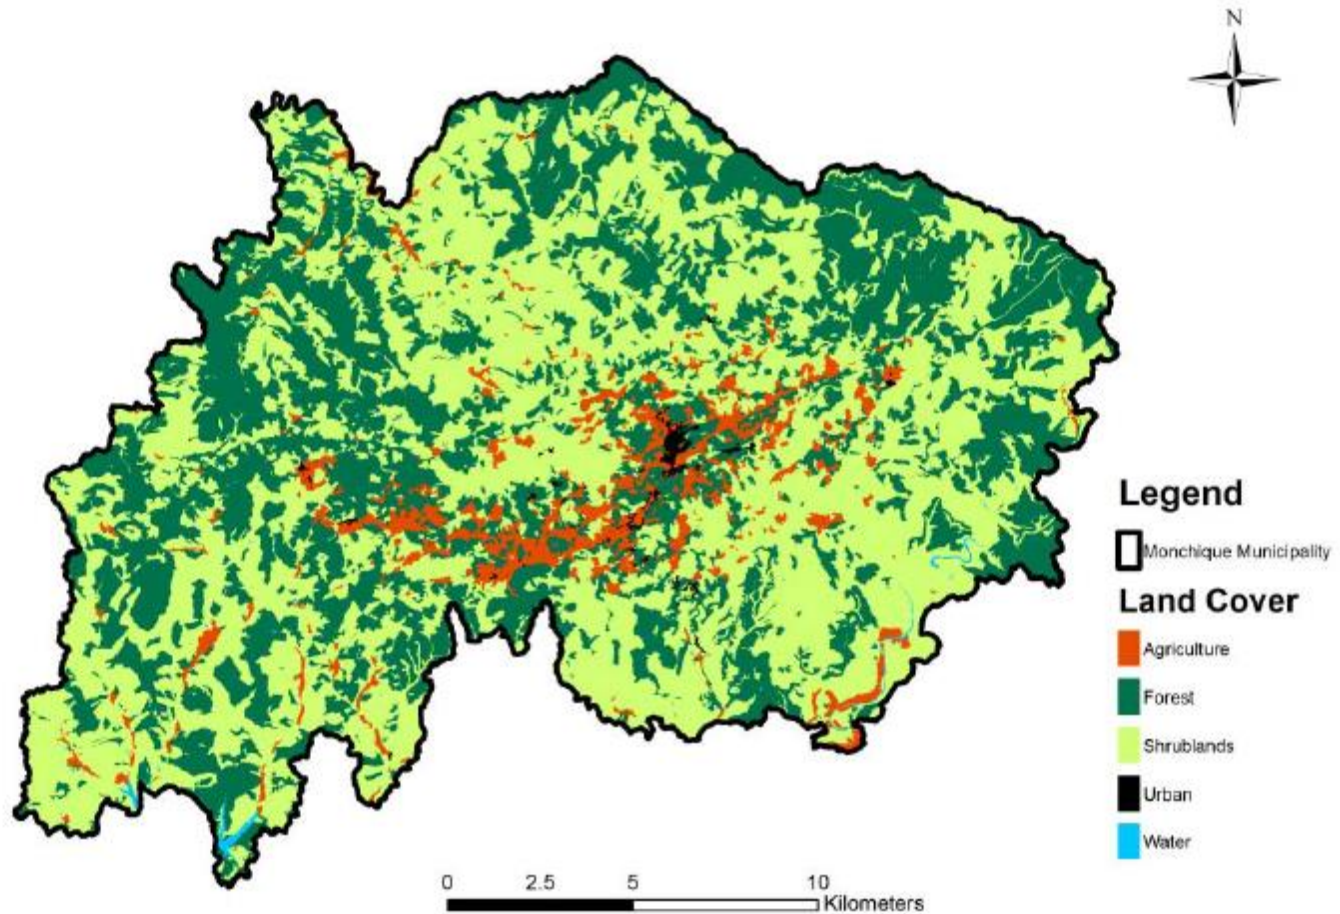 N
Legend
Monchique Municipality
Land Cover
Agriculture
Forest
Shrublands
Urban
Water
0 2.5 5 10
Kilometers